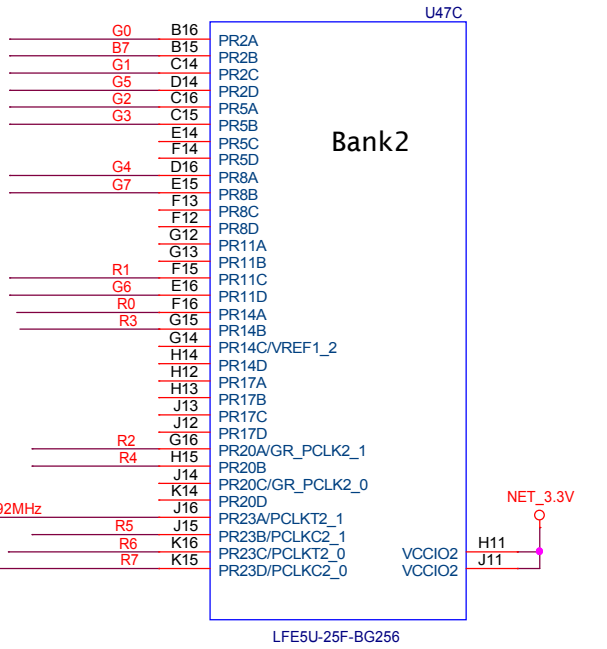 U47C
G0 B16 PR2A
B7 B15 PR2B
G1 C14 PR2C
G5 D14 PR2D
G2 C16 PR5A
G3 C15 PR5B
E14 PR5C
Bank2
F14 PR5D
G4 D16 PR8A
G7 E15 PR8B
F13 PR8C
F12 PR8D
G12 PR11A
G13 PR11B
R1 F15 PR11C
G6 E16 PR11D
R0 F16 PR14A
R3 G15 PR14B
G14 PR14C/VREF1_2
H14 PR14D
H12 PR17A
H13 PR17B
J13 PR17C
J12 PR17D
R2 G16 PR20A/GR_PCLK2_1
R4 H15 PR20B
J14 PR20C/GR_PCLK2_0
K14 PR20D
NET_3.3V
92MHz J16 PR23A/PCLKT2_1
R5 J15 PR23B/PCLKC2_1
R6 K16 PR23C/PCLKT2_0 VCCIO2 H11
R7 K15 PR23D/PCLKC2_0 VCCIO2 J11
LFE5U-25F-BG256